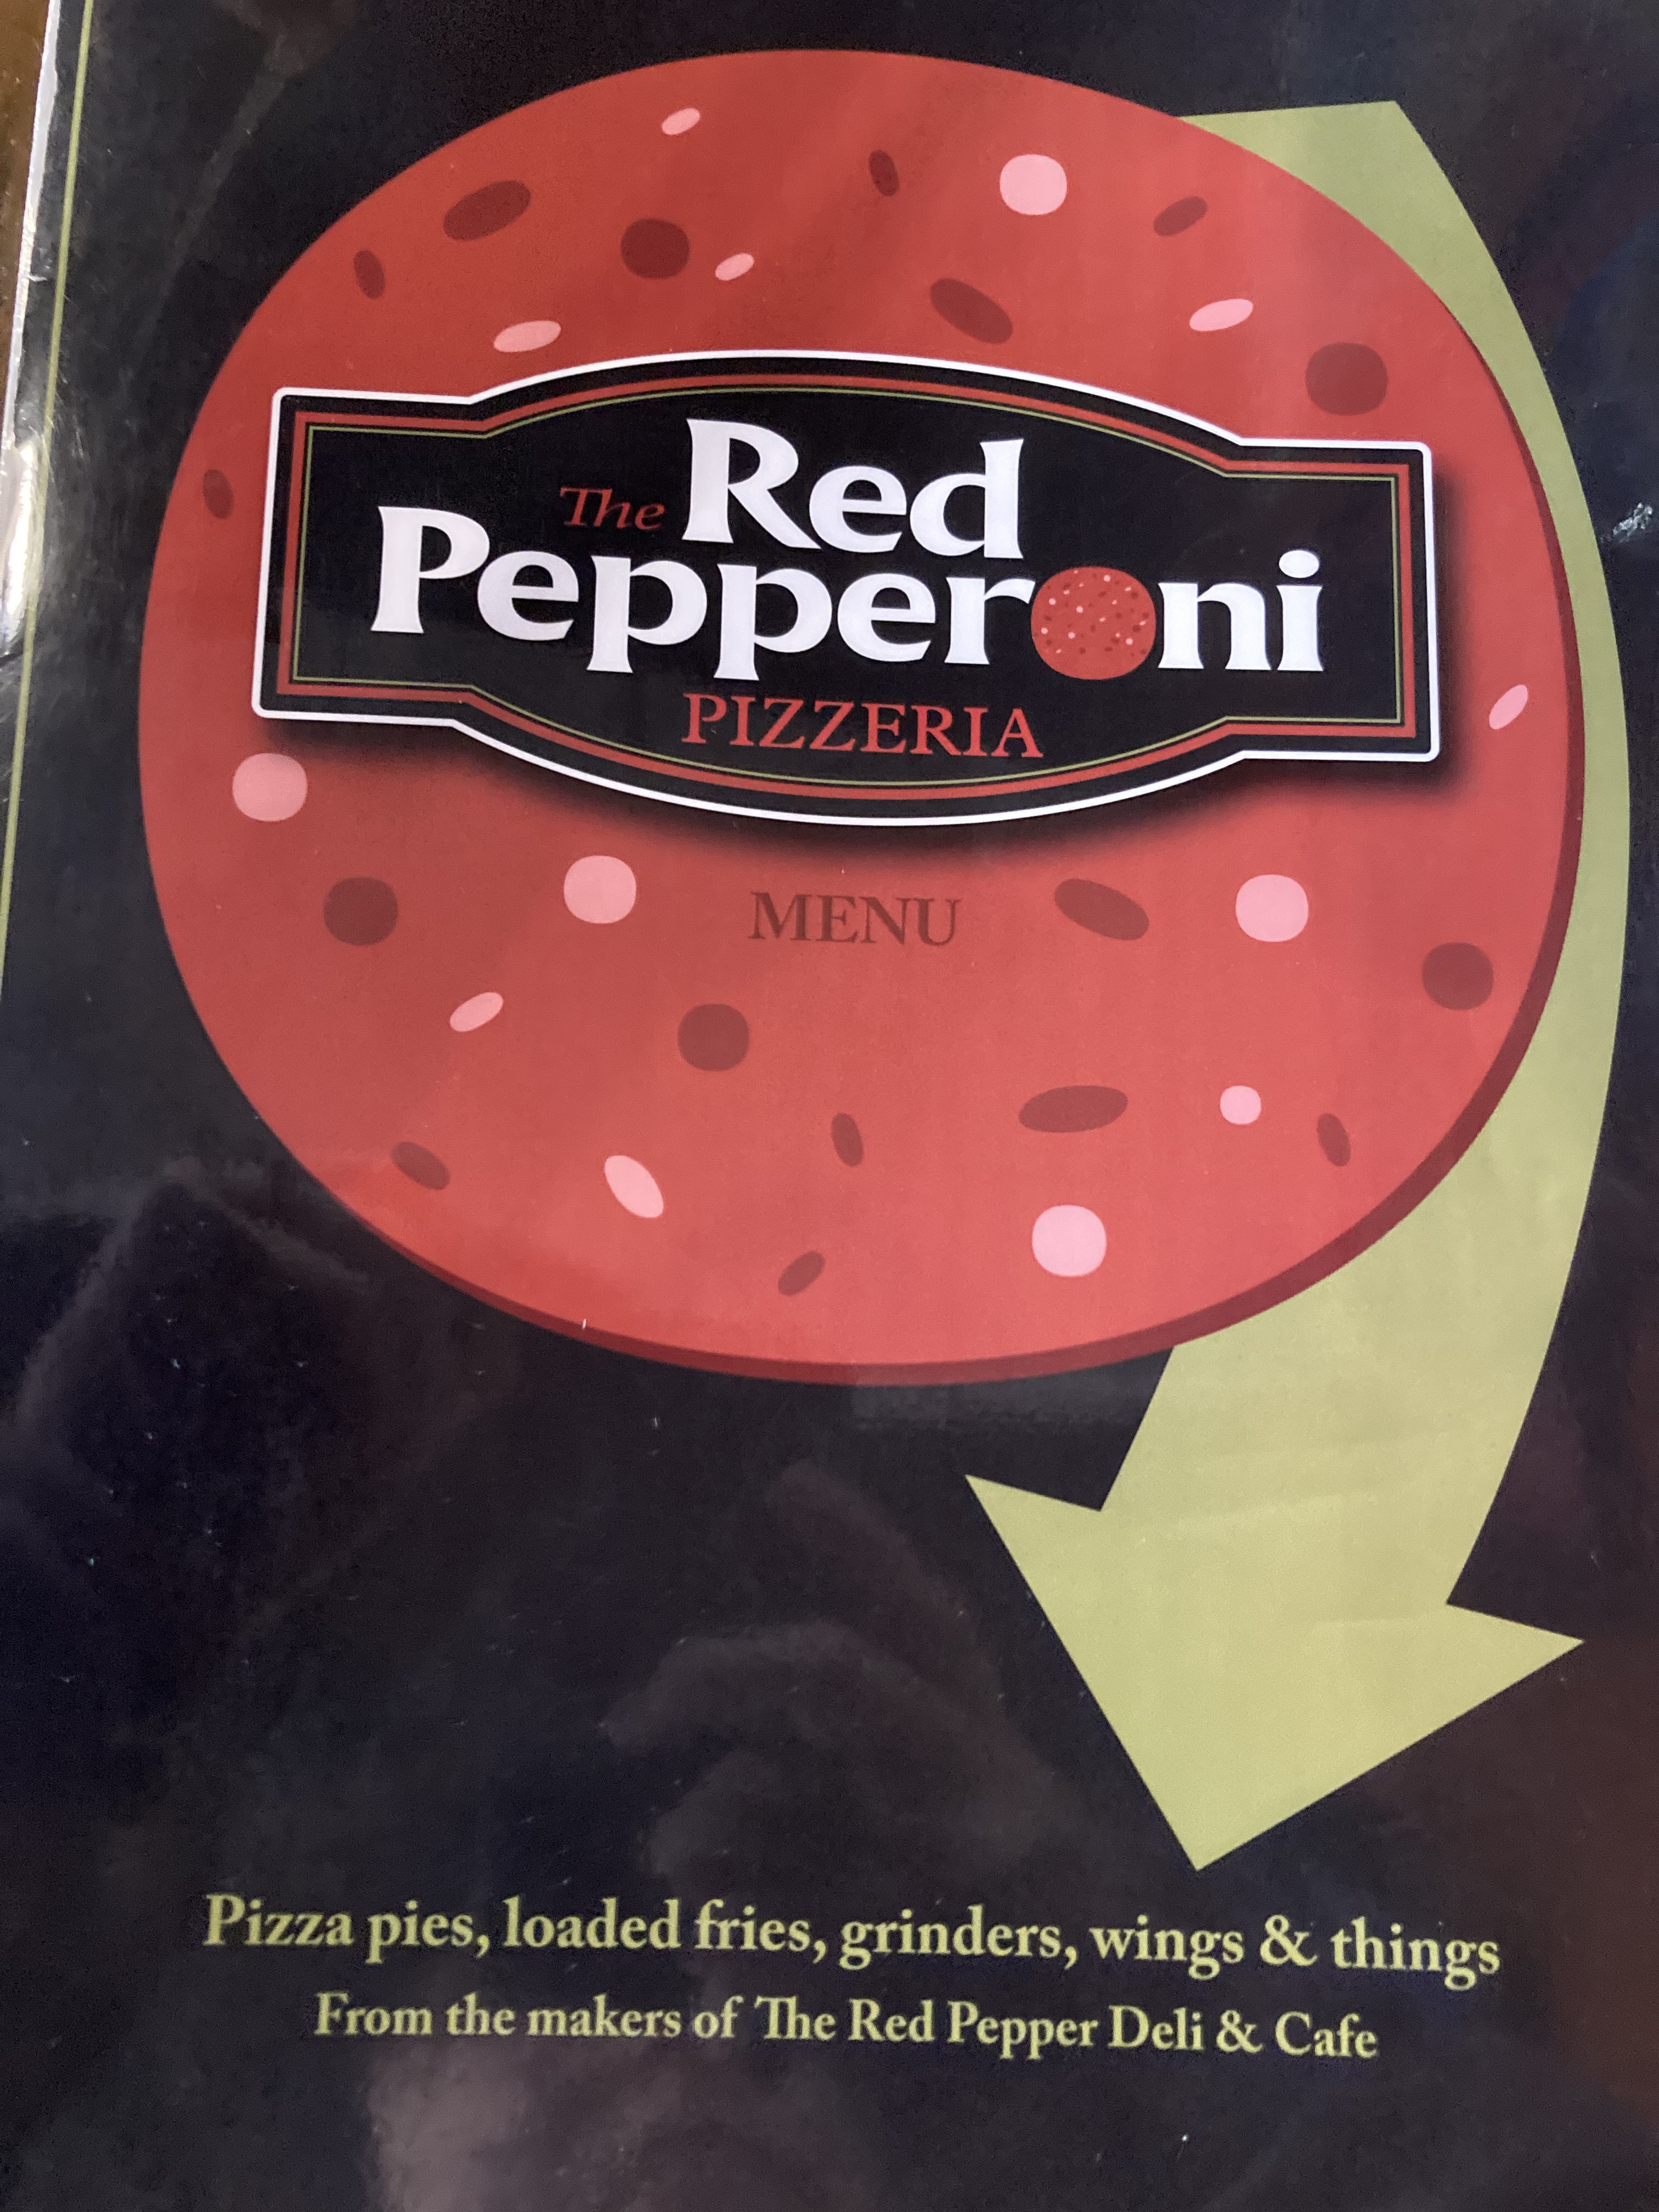 The Red
Pepperoni
PIZZERIA
MENU
Pizza pies, loaded fries, grinders, wings & things
From the makers of The Red Pepper Deli & Cafe